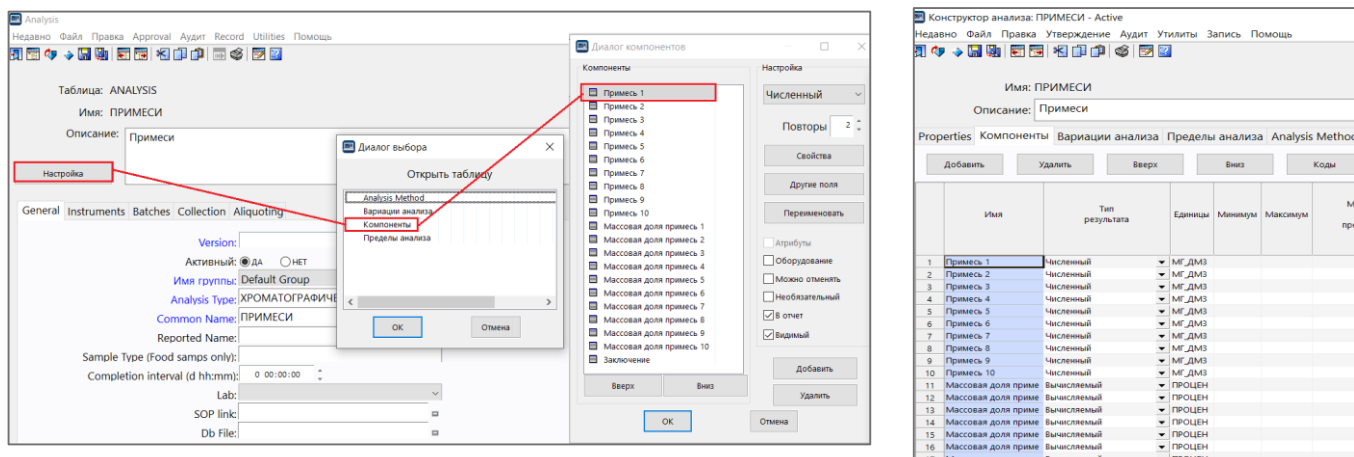 Analysis
Недавно Файл Правка Approval Аудит Record Utilities Помощь
Таблица: ANALYSIS
Имя: ПРИМЕСИ
Описание: Примеси
Настройка
General Instruments Batches Collection Aliquoting
Version:
Активный: ДА НЕТ
Имя группы: Default Group
Analysis Type: ХРОМАТОГРАФИЧЕ
Common Name: ПРИМЕСИ
Reported Name:
Sample Type (Food samps only):
Completion interval (d hh:mm): 0 00:00:00
Lab:
SOP link:
Db File:
Диалог выбора
Открыть таблицу
Analysis Method
Вариации анализа
Компоненты
Пределы анализа
OK Отмена
Диалог компонентов
Компоненты
Примесь 1
Примесь 2
Примесь 3
Примесь 4
Примесь 5
Примесь 6
Примесь 7
Примесь 8
Примесь 9
Примесь 10
Массовая доля примесь 1
Массовая доля примесь 2
Массовая доля примесь 3
Массовая доля примесь 4
Массовая доля примесь 5
Массовая доля примесь 6
Массовая доля примесь 7
Массовая доля примесь 8
Массовая доля примесь 9
Массовая доля примесь 10
Заключение
Вверх Вниз
Настройка
Численный
Повторы 2
Свойства
Другие поля
Переименовать
Атрибуты
Оборудование
Можно отменять
Необязательный
В отчет
Видимый
Добавить
Удалить
OK Отмена
Конструктор анализа: ПРИМЕСИ - Active
Недавно Файл Правка Утверждение Аудит Утилиты Запись Помощь
Имя: ПРИМЕСИ
Описание: Примеси
Properties Компоненты Вариации анализа Пределы анализа Analysis Method
Добавить Удалить Вверх Вниз Коды
Имя Тип результата Единицы Минимум Максимум
1 Примесь 1 Численный МГ_ДМ3
2 Примесь 2 Численный МГ_ДМ3
3 Примесь 3 Численный МГ_ДМ3
4 Примесь 4 Численный МГ_ДМ3
5 Примесь 5 Численный МГ_ДМ3
6 Примесь 6 Численный МГ_ДМ3
7 Примесь 7 Численный МГ_ДМ3
8 Примесь 8 Численный МГ_ДМ3
9 Примесь 9 Численный МГ_ДМ3
10 Примесь 10 Численный МГ_ДМ3
11 Массовая доля приме Вычисляемый ПРОЦЕН
12 Массовая доля приме Вычисляемый ПРОЦЕН
13 Массовая доля приме Вычисляемый ПРОЦЕН
14 Массовая доля приме Вычисляемый ПРОЦЕН
15 Массовая доля приме Вычисляемый ПРОЦЕН
16 Массовая доля приме Вычисляемый ПРОЦЕН